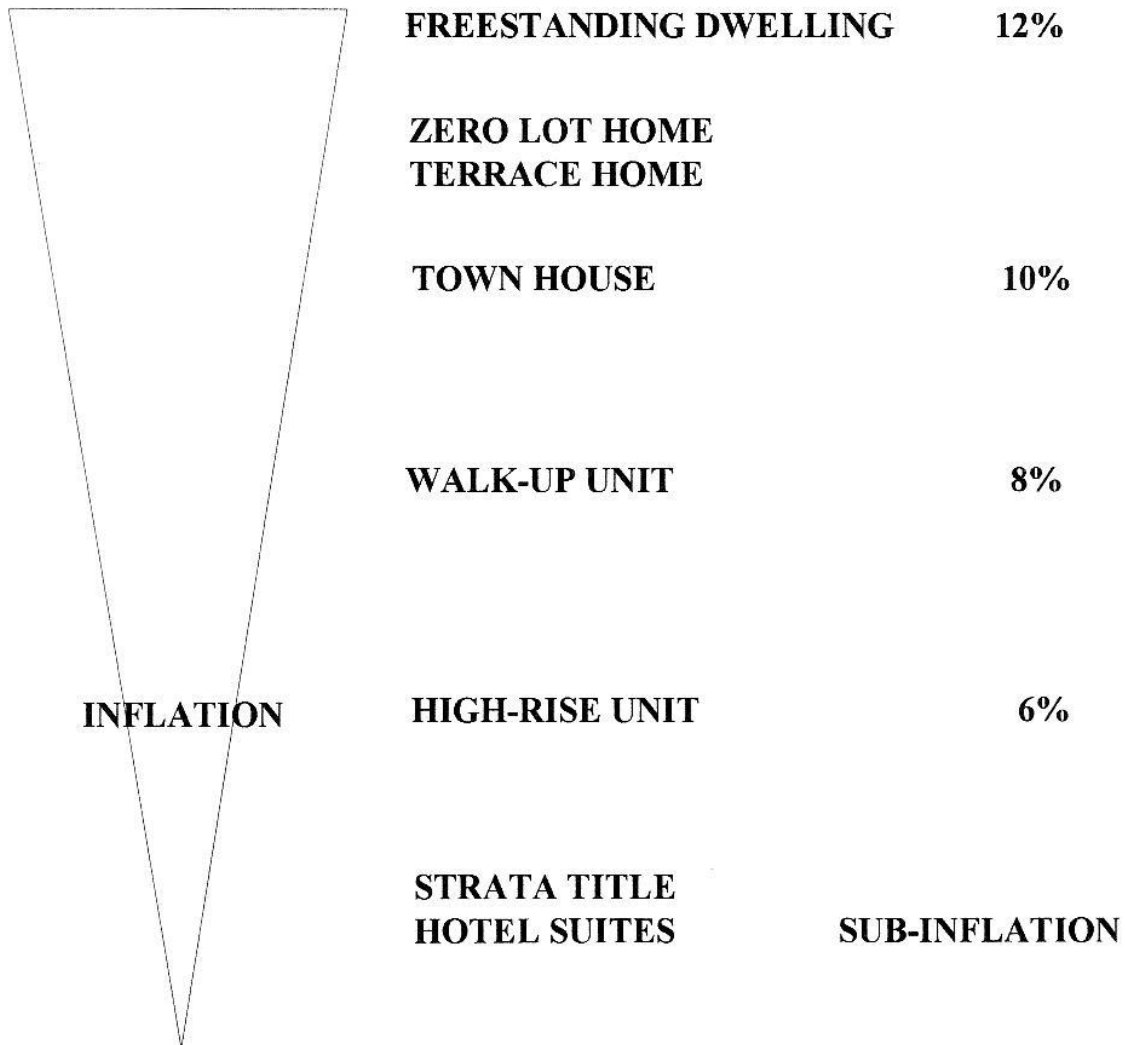 FREESTANDING DWELLING 12%
ZERO LOT HOME
TERRACE HOME
TOWN HOUSE 10%
WALK-UP UNIT 8%
INFLATION HIGH-RISE UNIT 6%
STRATA TITLE
HOTEL SUITES SUB-INFLATION